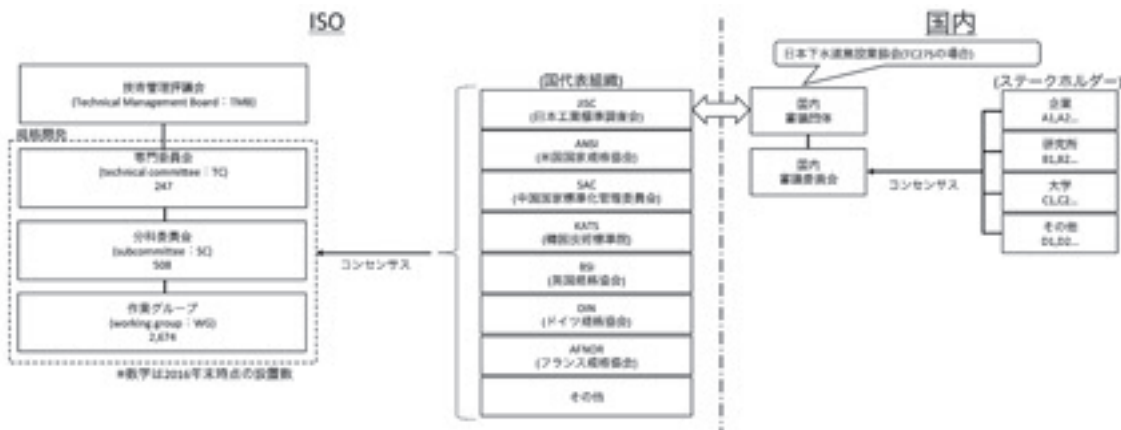 ISO
国内
技術管理評議会
(Technical Management Board：TMB)
規格開発
専門委員会
(technical committee：TC)
247
分科委員会
(subcommittee：SC)
508
作業グループ
(working group：WG)
2,674
※数字は2016年末時点の設置数
コンセンサス
(国代表組織)
JISC
(日本工業標準調査会)
ANSI
(米国国家規格協会)
SAC
(中国国家標準化管理委員会)
KATS
(韓国技術標準院)
BSI
(英国規格協会)
DIN
(ドイツ規格協会)
AFNOR
(フランス規格協会)
その他
日本下水道施設業協会(TC275の場合)
国内
審議団体
国内
審議委員会
コンセンサス
(ステークホルダー)
企業
A1,A2...
研究所
B1,B2...
大学
C1,C2...
その他
D1,D2...